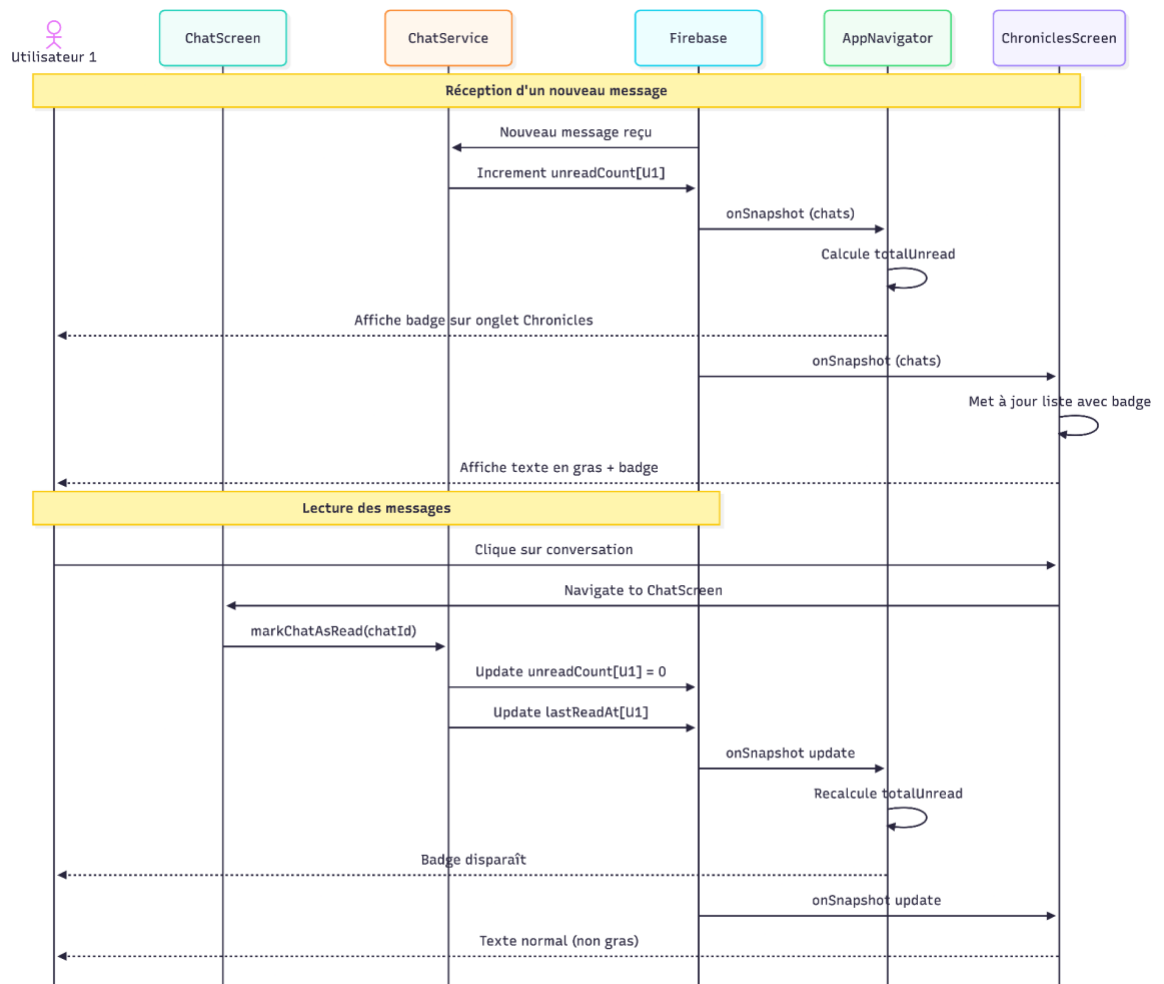 ChatScreen
ChatService
Firebase
AppNavigator
ChroniclesScreen
Utilisateur 1
Réception d'un nouveau message
Nouveau message reçu
Increment unreadCount[U1]
onSnapshot (chats)
Calcule totalUnread
Affiche badge sur onglet Chronicles
onSnapshot (chats)
Met à jour liste avec badge
Affiche texte en gras + badge
Lecture des messages
Clique sur conversation
Navigate to ChatScreen
markChatAsRead(chatId)
Update unreadCount[U1] = 0
Update lastReadAt[U1]
onSnapshot update
Recalcule totalUnread
Badge disparaît
onSnapshot update
Texte normal (non gras)